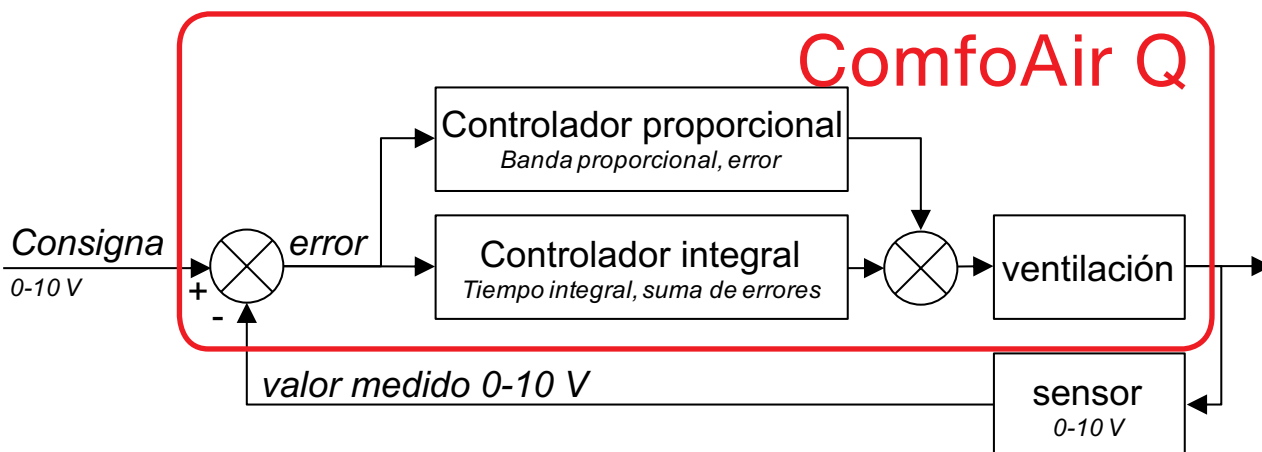 ComfoAir Q
Controlador proporcional
Banda proporcional, error
Consigna
0-10 V
+
-
error
Controlador integral
Tiempo integral, suma de errores
ventilación
valor medido 0-10 V
sensor
0-10 V